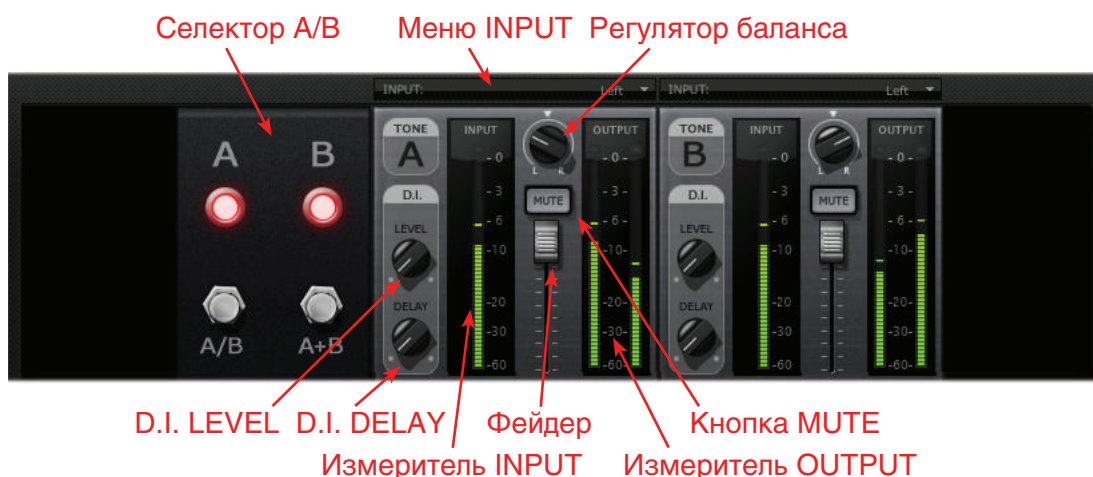 Селектор A/B Меню INPUT Регулятор баланса
INPUT: Left INPUT: Left
A B
TONE A INPUT OUTPUT TONE B INPUT OUTPUT
L R L R
D.I. MUTE D.I. MUTE
LEVEL LEVEL
DELAY DELAY
- 0 - 0 - - 0 - 0 -
- 3 - 3 - - 3 - 3 -
- 6 - 6 - - 6 - 6 -
-10 -10- -10 -10-
-20 -20- -20 -20-
-30 -30- -30 -30-
-60 -60- -60 -60-
A/B A+B
D.I. LEVEL D.I. DELAY Фейдер Кнопка MUTE
Измеритель INPUT Измеритель OUTPUT